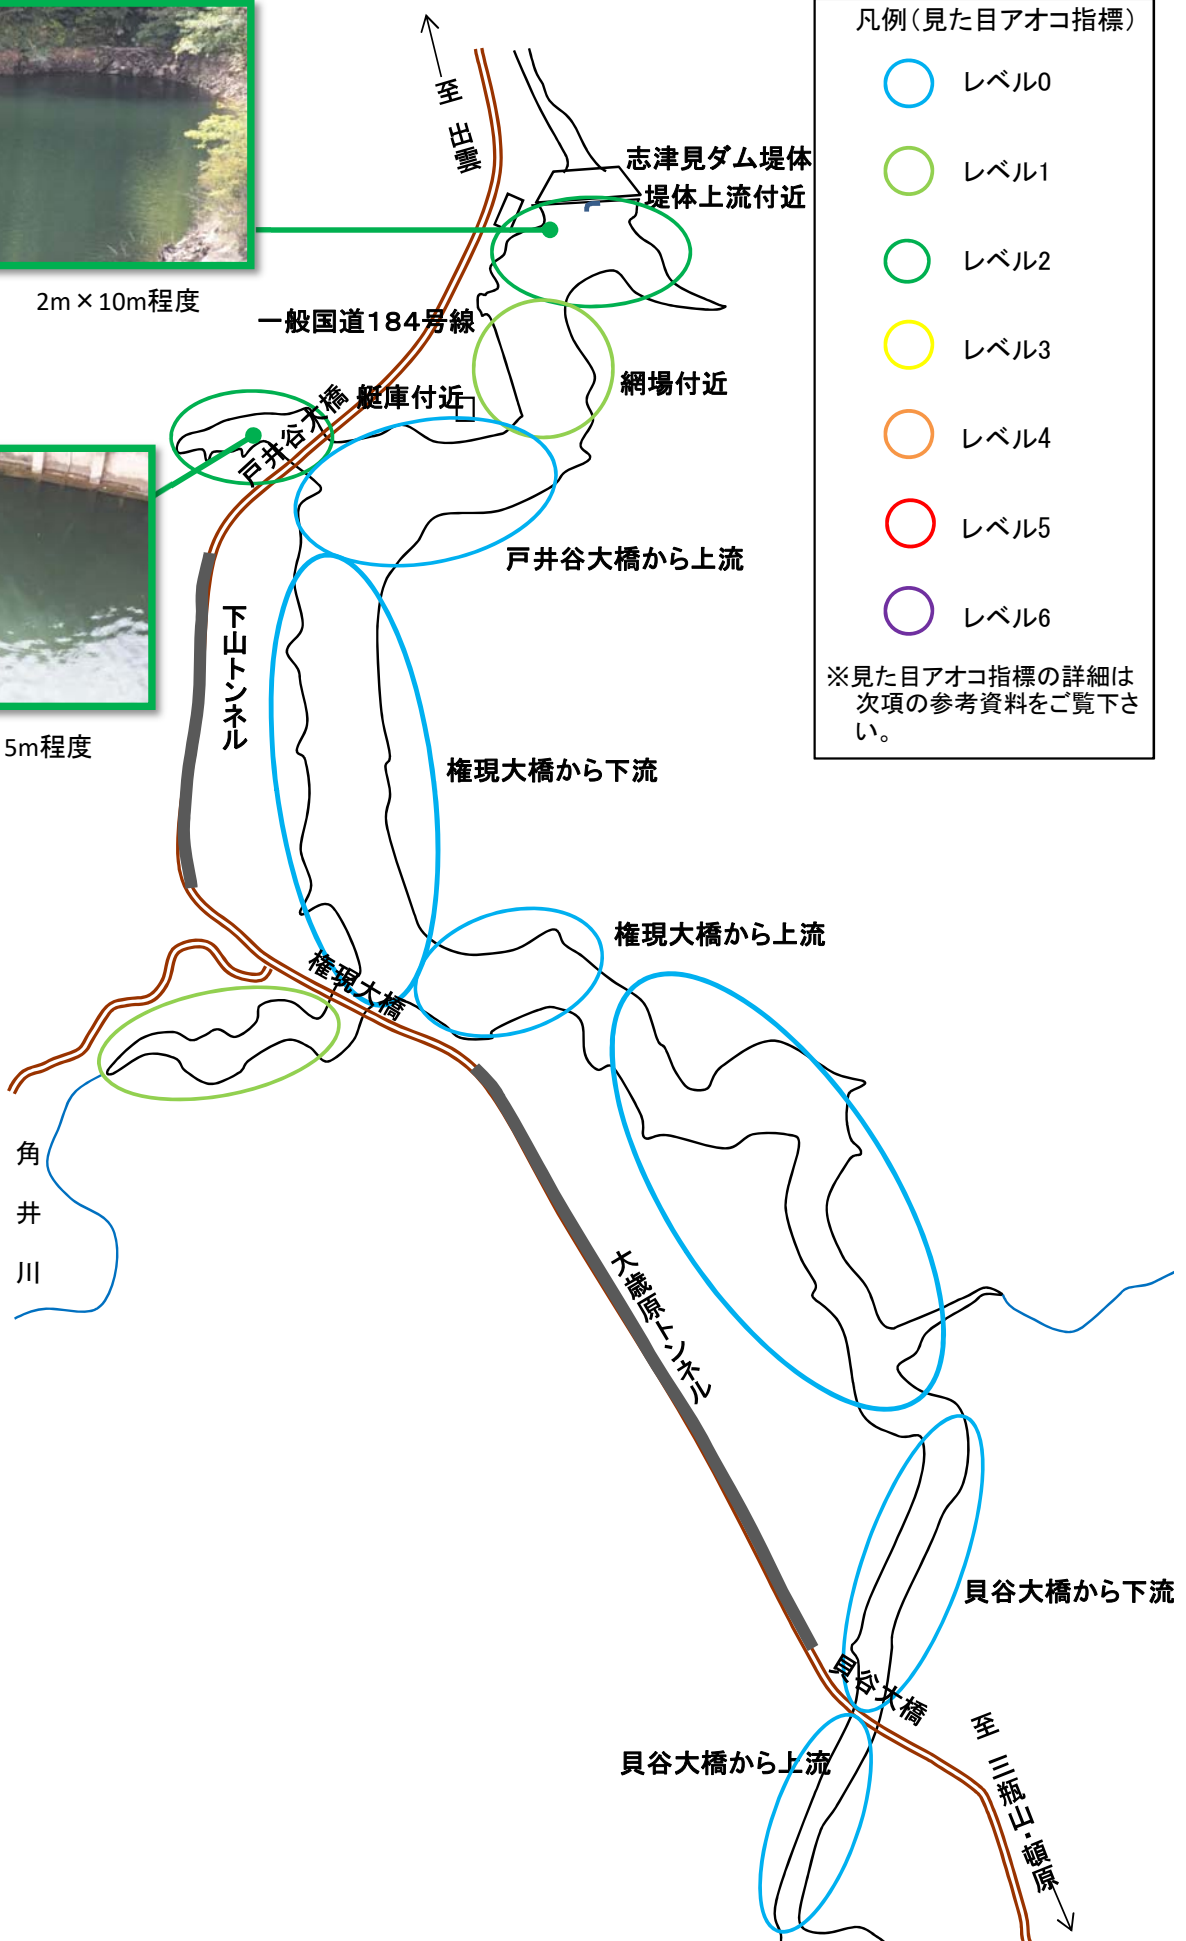 凡例(見た目アオコ指標)
レベル0
レベル1
レベル2
レベル3
レベル4
レベル5
レベル6
※見た目アオコ指標の詳細は
次項の参考資料をご覧下さ
い。
至 出雲
志津見ダム堤体
堤体上流付近
2m×10m程度
一般国道184号線
網場付近
艇庫付近
戸井谷大橋
戸井谷大橋から上流
下山トンネル
5m程度
権現大橋から下流
権現大橋から上流
権現大橋
角井川
大歳原トンネル
貝谷大橋から下流
貝谷大橋
貝谷大橋から上流
至 三瓶山・頓原